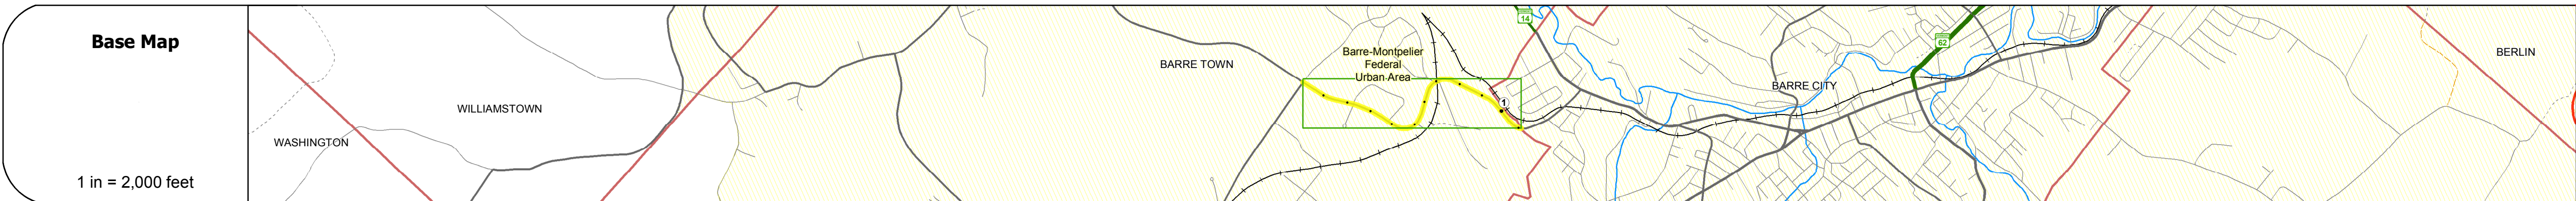 Base Map
1 in = 2,000 feet
WASHINGTON
WILLIAMSTOWN
BARRE TOWN
Barre-Montpelier
Federal
Urban Area
1
14
BARRE CITY
62
BERLIN